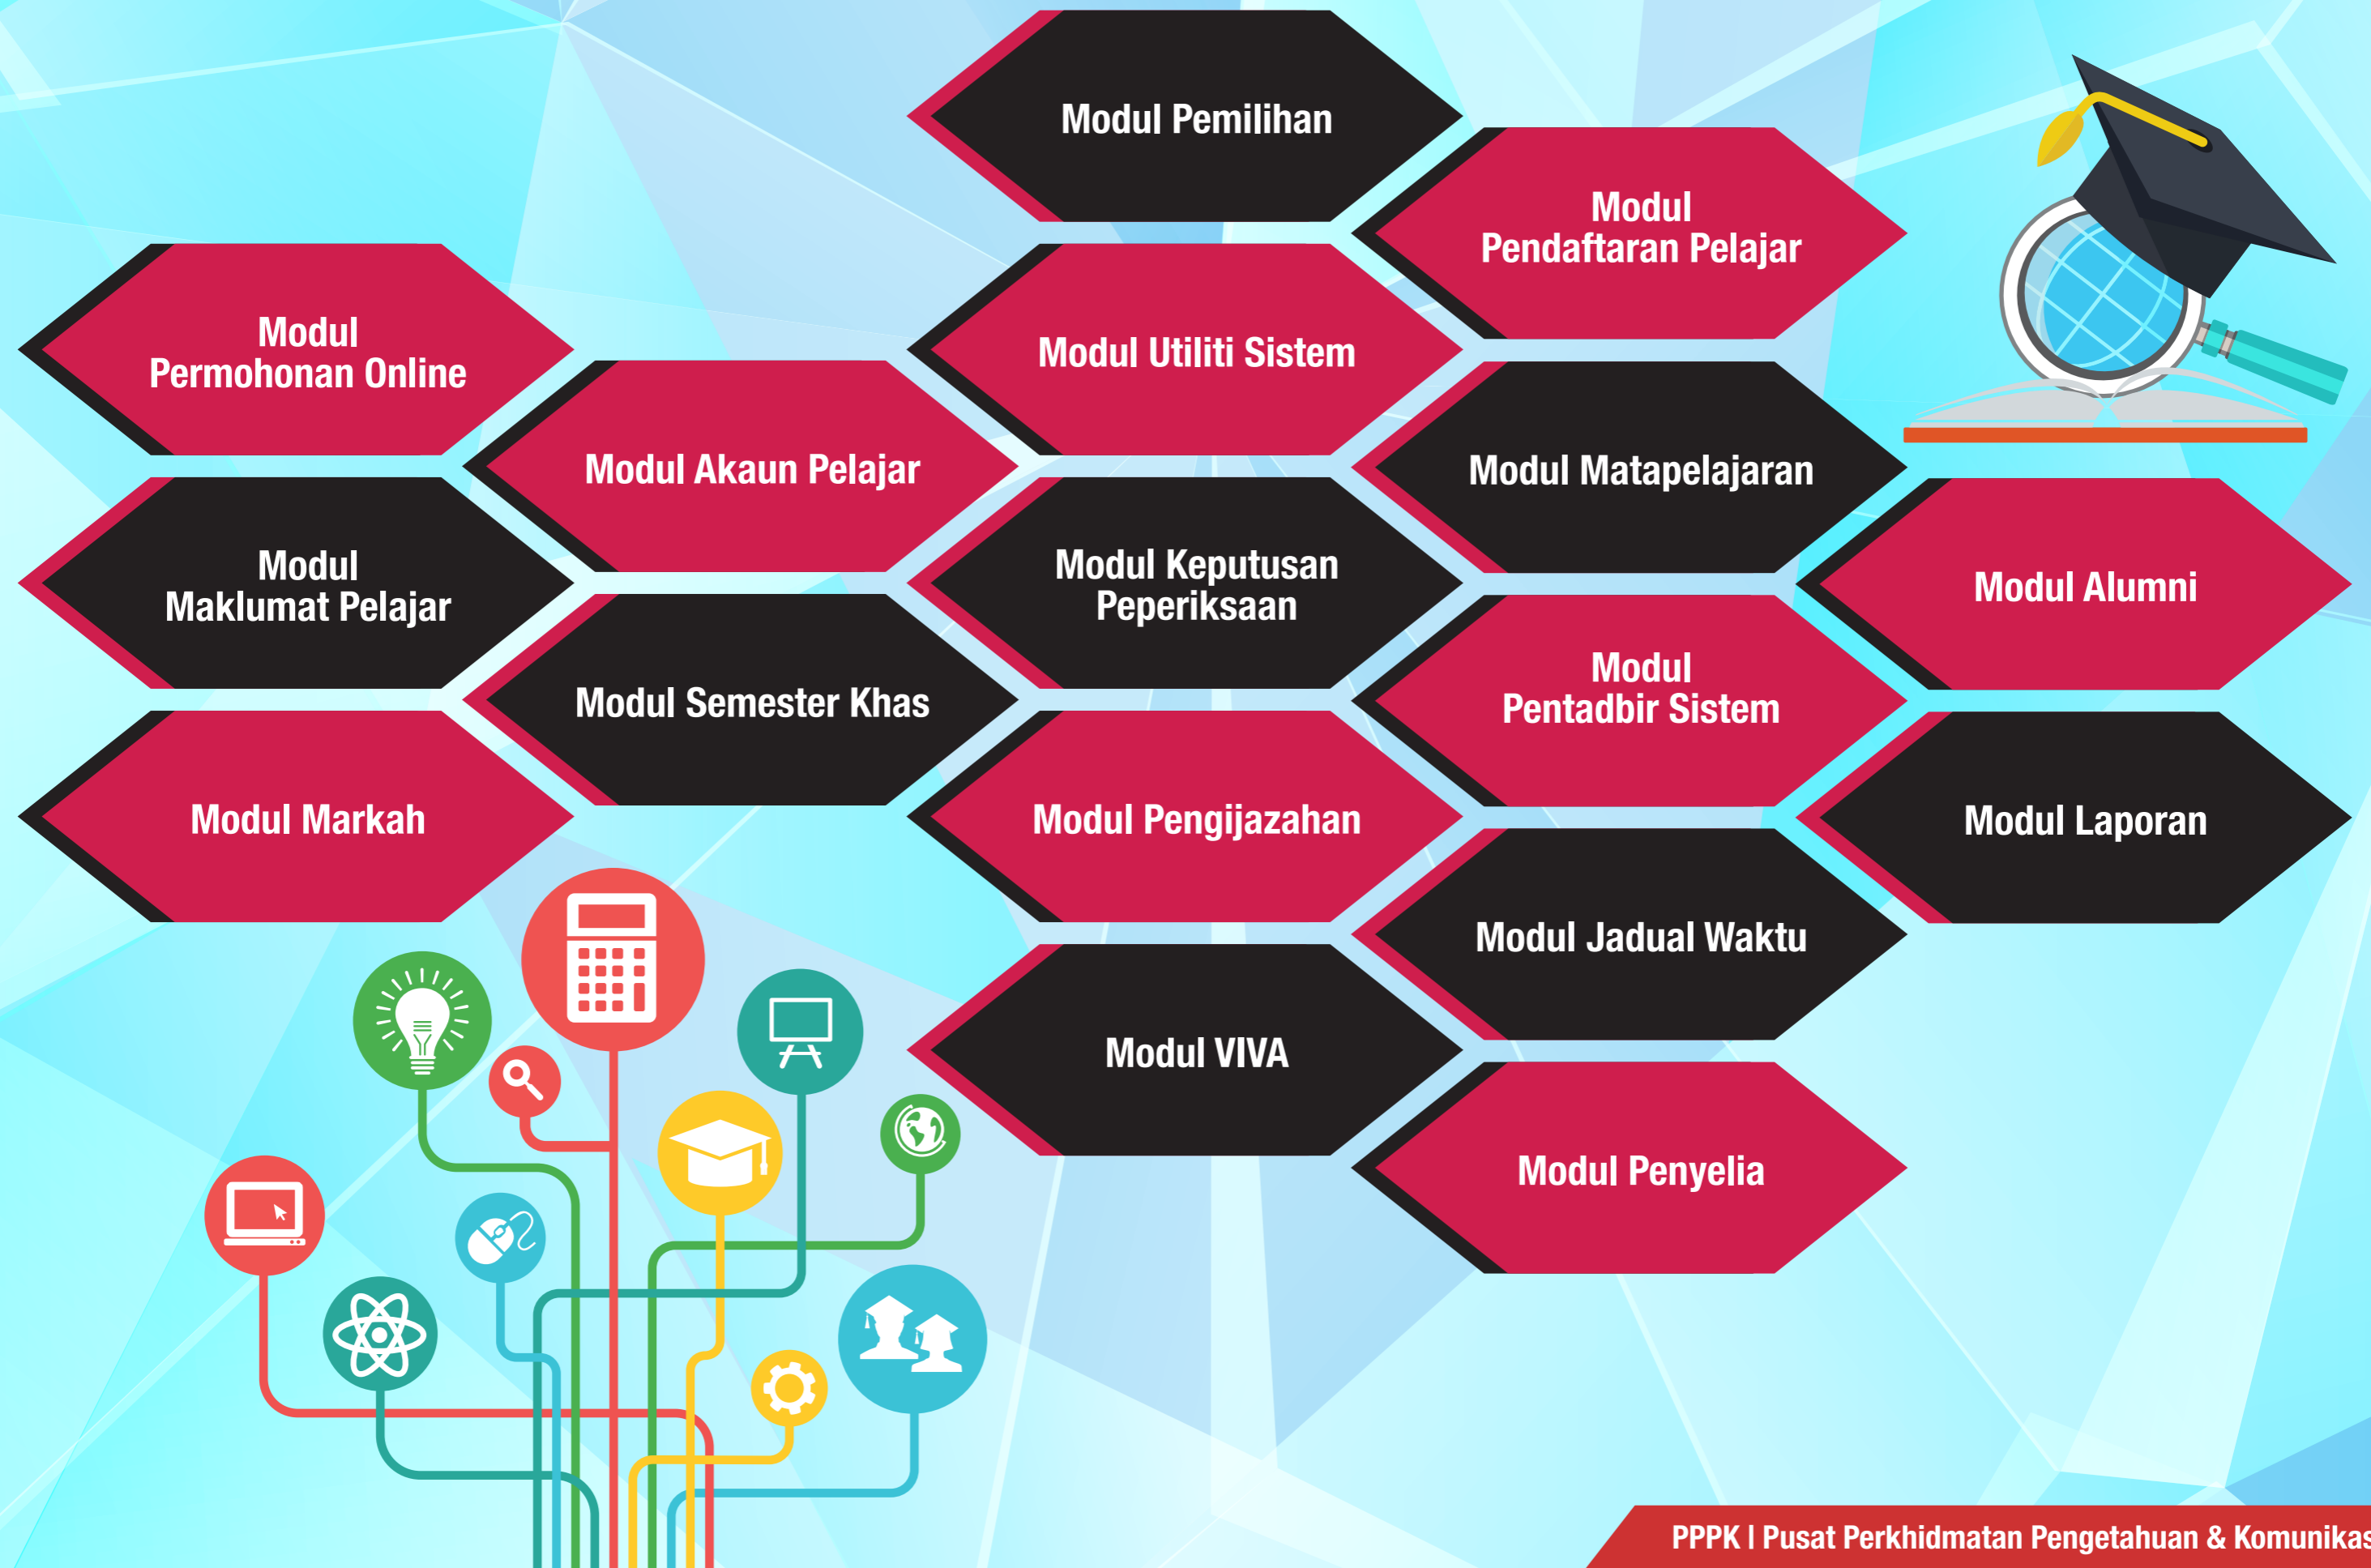 Modul Pemilihan
Modul
Pendaftaran Pelajar
Modul
Permohonan Online
Modul Utiliti Sistem
Modul Akaun Pelajar
Modul Matapelajaran
Modul
Maklumat Pelajar
Modul Keputusan
Peperiksaan
Modul Alumni
Modul Semester Khas
Modul
Pentadbir Sistem
Modul Markah
Modul Pengijazahan
Modul Laporan
Modul Jadual Waktu
Modul VIVA
Modul Penyelia
PPPK | Pusat Perkhidmatan Pengetahuan & Komunikas